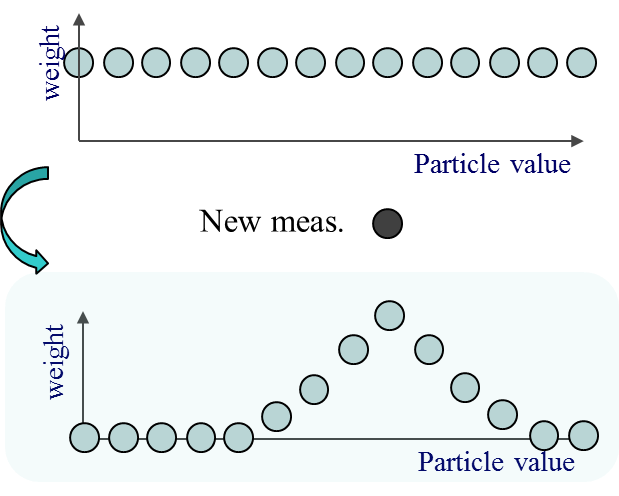 weight
Particle value
New meas.
weight
Particle value